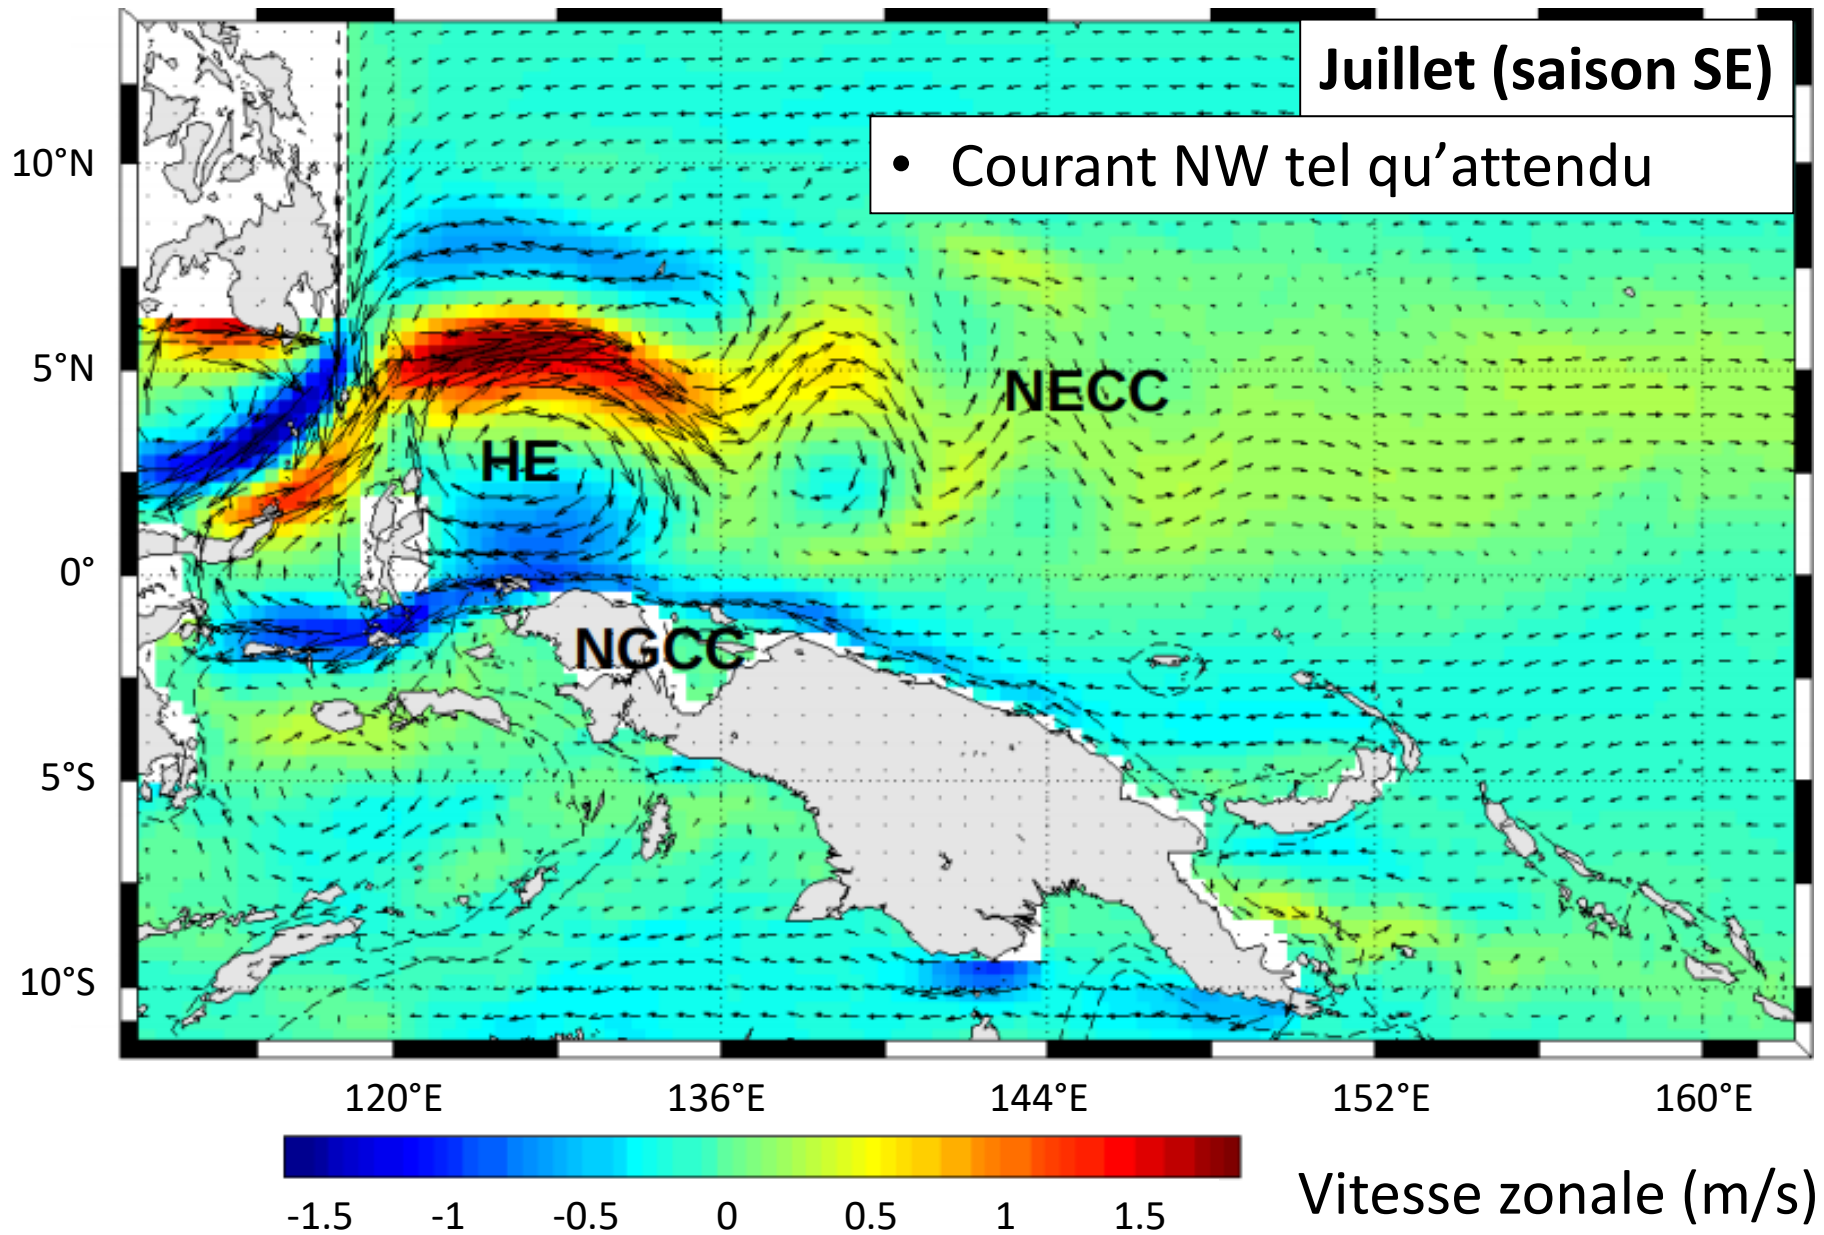 Juillet (saison SE)
• Courant NW tel qu’attendu
10°N
5°N
NECC
HE
0°
NGCC
5°S
10°S
120°E 136°E 144°E 152°E 160°E
-1.5 -1 -0.5 0 0.5 1 1.5
Vitesse zonale (m/s)